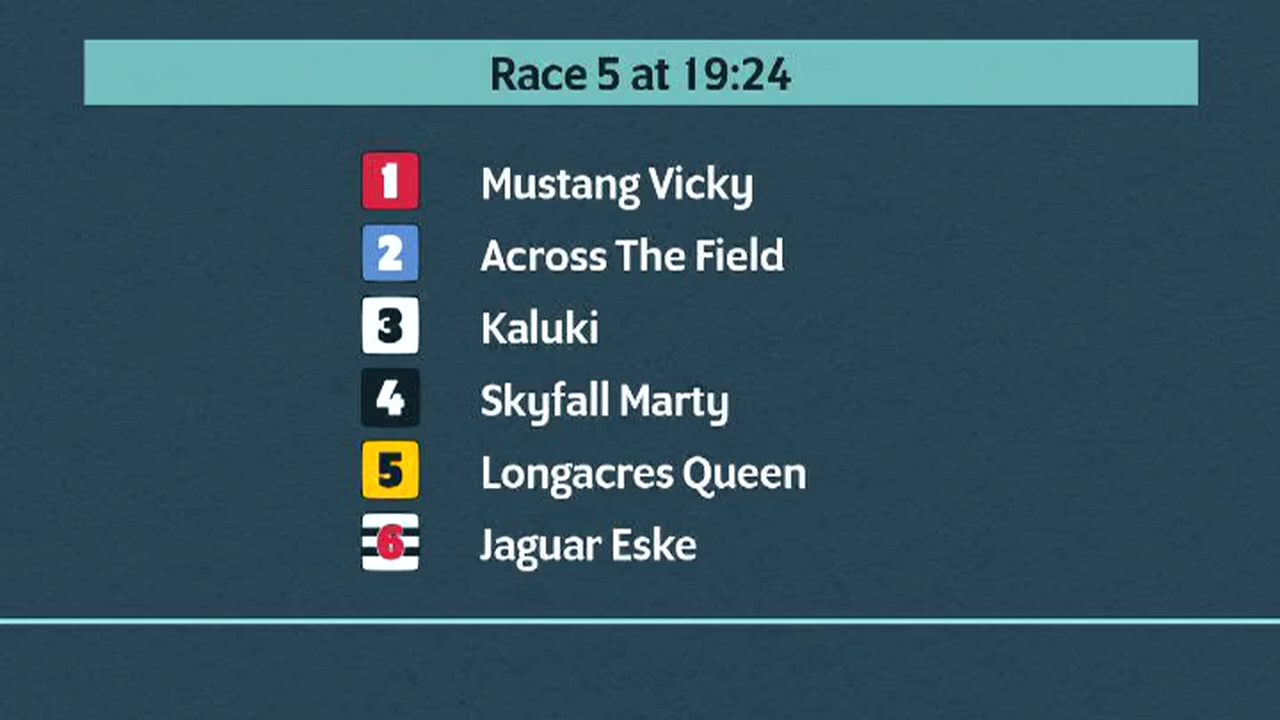 Race 5 at 19:24
1 Mustang Vicky
2 Across The Field
3 Kaluki
4 Skyfall Marty
5 Longacres Queen
6 Jaguar Eske